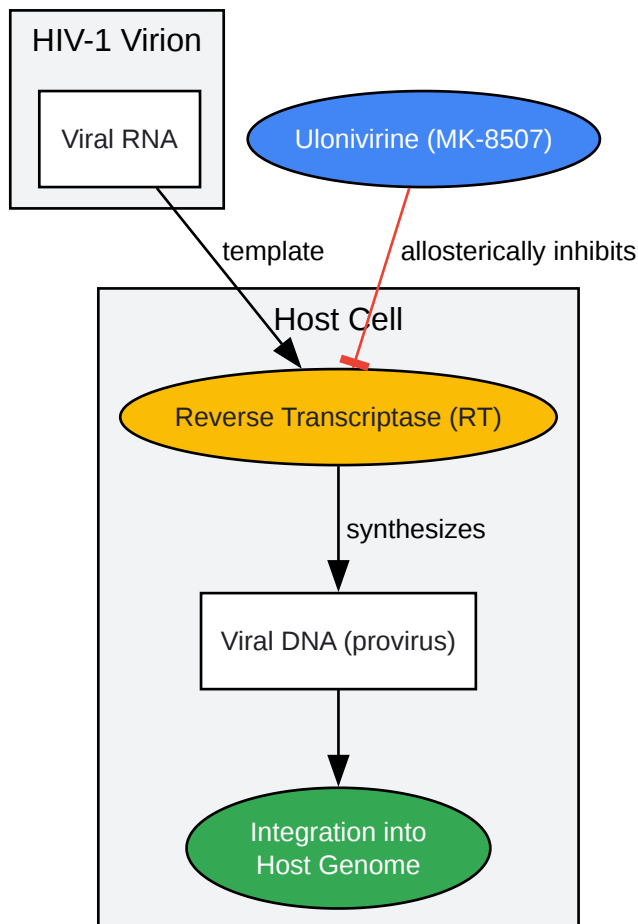 HIV-1 Virion
Viral RNA
Ulonivirine (MK-8507)
template
allosterically inhibits
Host Cell
Reverse Transcriptase (RT)
synthesizes
Viral DNA (provirus)
Integration into
Host Genome